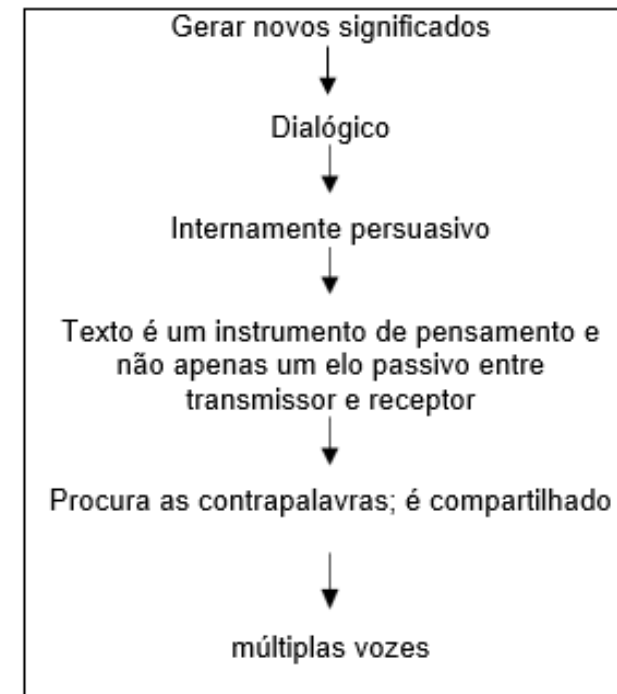 Gerar novos significados
Dialógico
Internamente persuasivo
Texto é um instrumento de pensamento e
não apenas um elo passivo entre
transmissor e receptor
Procura as contrapalavras; é compartilhado
múltiplas vozes